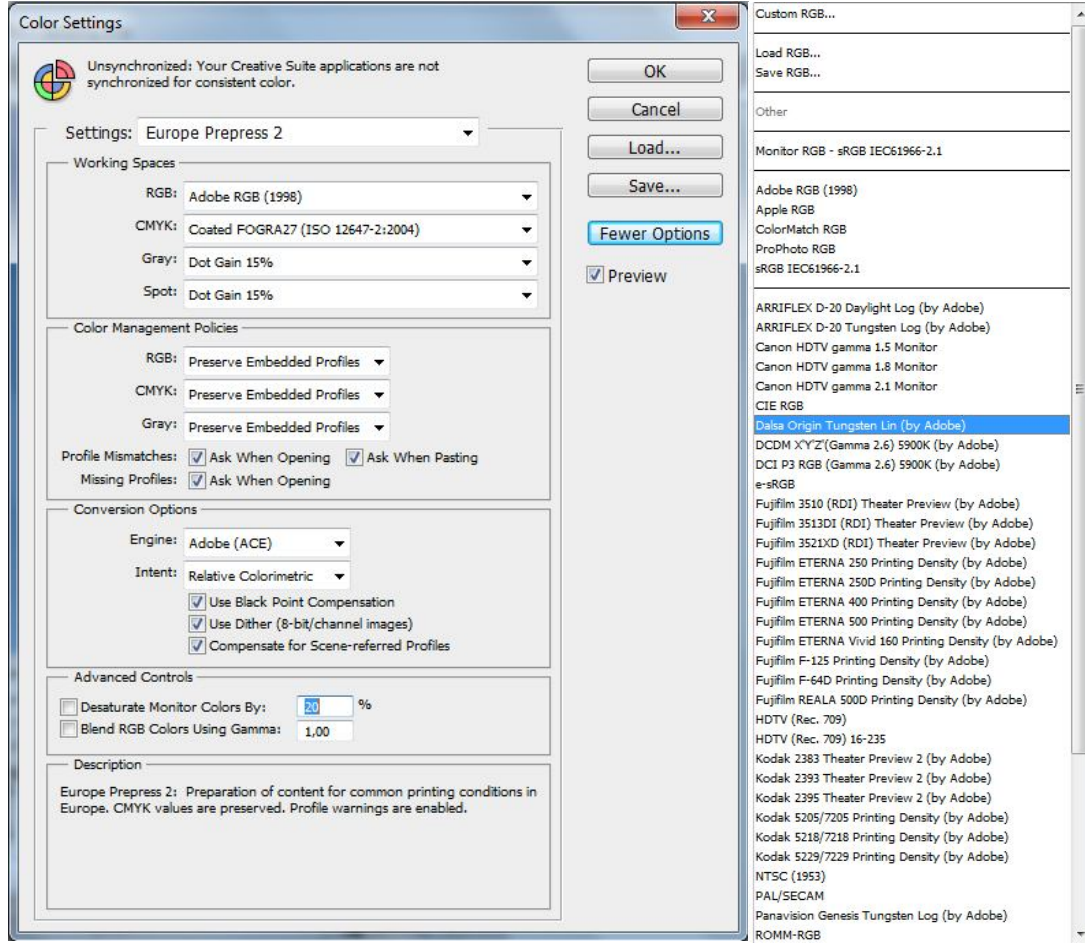 Color Settings
Unsynchronized: Your Creative Suite applications are not
synchronized for consistent color.
Settings: Europe Prepress 2
Working Spaces
RGB: Adobe RGB (1998)
CMYK: Coated FOGRA27 (ISO 12647-2:2004)
Gray: Dot Gain 15%
Spot: Dot Gain 15%
Color Management Policies
RGB: Preserve Embedded Profiles
CMYK: Preserve Embedded Profiles
Gray: Preserve Embedded Profiles
Profile Mismatches: Ask When Opening Ask When Pasting
Missing Profiles: Ask When Opening
Conversion Options
Engine: Adobe (ACE)
Intent: Relative Colorimetric
Use Black Point Compensation
Use Dither (8-bit/channel images)
Compensate for Scene-referred Profiles
Advanced Controls
Desaturate Monitor Colors By: 20 %
Blend RGB Colors Using Gamma: 1,00
Description
Europe Prepress 2: Preparation of content for common printing conditions in
Europe. CMYK values are preserved. Profile warnings are enabled.
OK
Cancel
Load...
Save...
Fewer Options
Preview
Custom RGB...
Load RGB...
Save RGB...
Other
Monitor RGB - sRGB IEC61966-2.1
Adobe RGB (1998)
Apple RGB
ColorMatch RGB
ProPhoto RGB
sRGB IEC61966-2.1
ARRIFLEX D-20 Daylight Log (by Adobe)
ARRIFLEX D-20 Tungsten Log (by Adobe)
Canon HDTV gamma 1.5 Monitor
Canon HDTV gamma 1.8 Monitor
Canon HDTV gamma 2.1 Monitor
CIE RGB
Dalsa Origin Tungsten Lin (by Adobe)
DCDM X'Y'Z'(Gamma 2.6) 5900K (by Adobe)
DCI P3 RGB (Gamma 2.6) 5900K (by Adobe)
e-sRGB
Fujifilm 3510 (RDI) Theater Preview (by Adobe)
Fujifilm 3513DI (RDI) Theater Preview (by Adobe)
Fujifilm 3521XD (RDI) Theater Preview (by Adobe)
Fujifilm ETERNA 250 Printing Density (by Adobe)
Fujifilm ETERNA 250D Printing Density (by Adobe)
Fujifilm ETERNA 400 Printing Density (by Adobe)
Fujifilm ETERNA 500 Printing Density (by Adobe)
Fujifilm ETERNA Vivid 160 Printing Density (by Adobe)
Fujifilm F-125 Printing Density (by Adobe)
Fujifilm F-64D Printing Density (by Adobe)
Fujifilm REALA 500D Printing Density (by Adobe)
HDTV (Rec. 709)
HDTV (Rec. 709) 16-235
Kodak 2383 Theater Preview 2 (by Adobe)
Kodak 2393 Theater Preview 2 (by Adobe)
Kodak 2395 Theater Preview 2 (by Adobe)
Kodak 5205/7205 Printing Density (by Adobe)
Kodak 5218/7218 Printing Density (by Adobe)
Kodak 5229/7229 Printing Density (by Adobe)
NTSC (1953)
PAL/SECAM
Panavision Genesis Tungsten Log (by Adobe)
ROMM-RGB